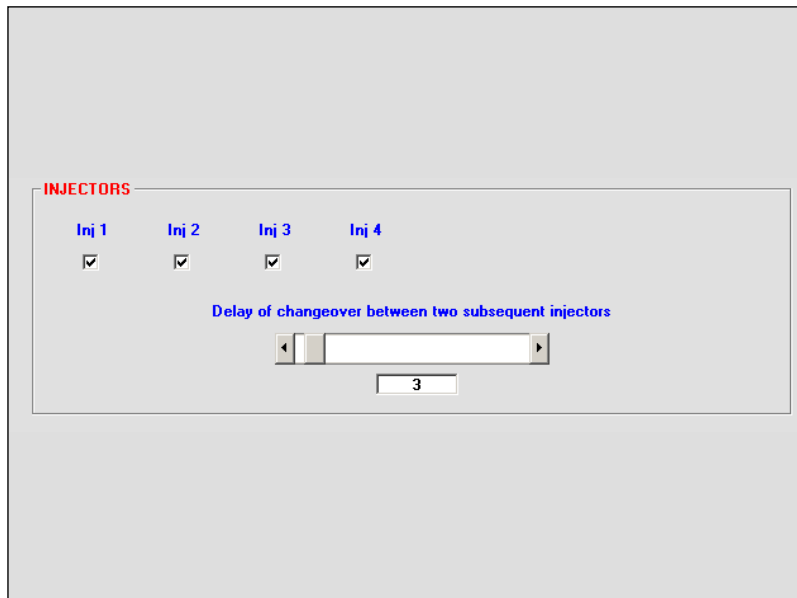 INJECTORS
Inj 1 Inj 2 Inj 3 Inj 4
Delay of changeover between two subsequent injectors
3